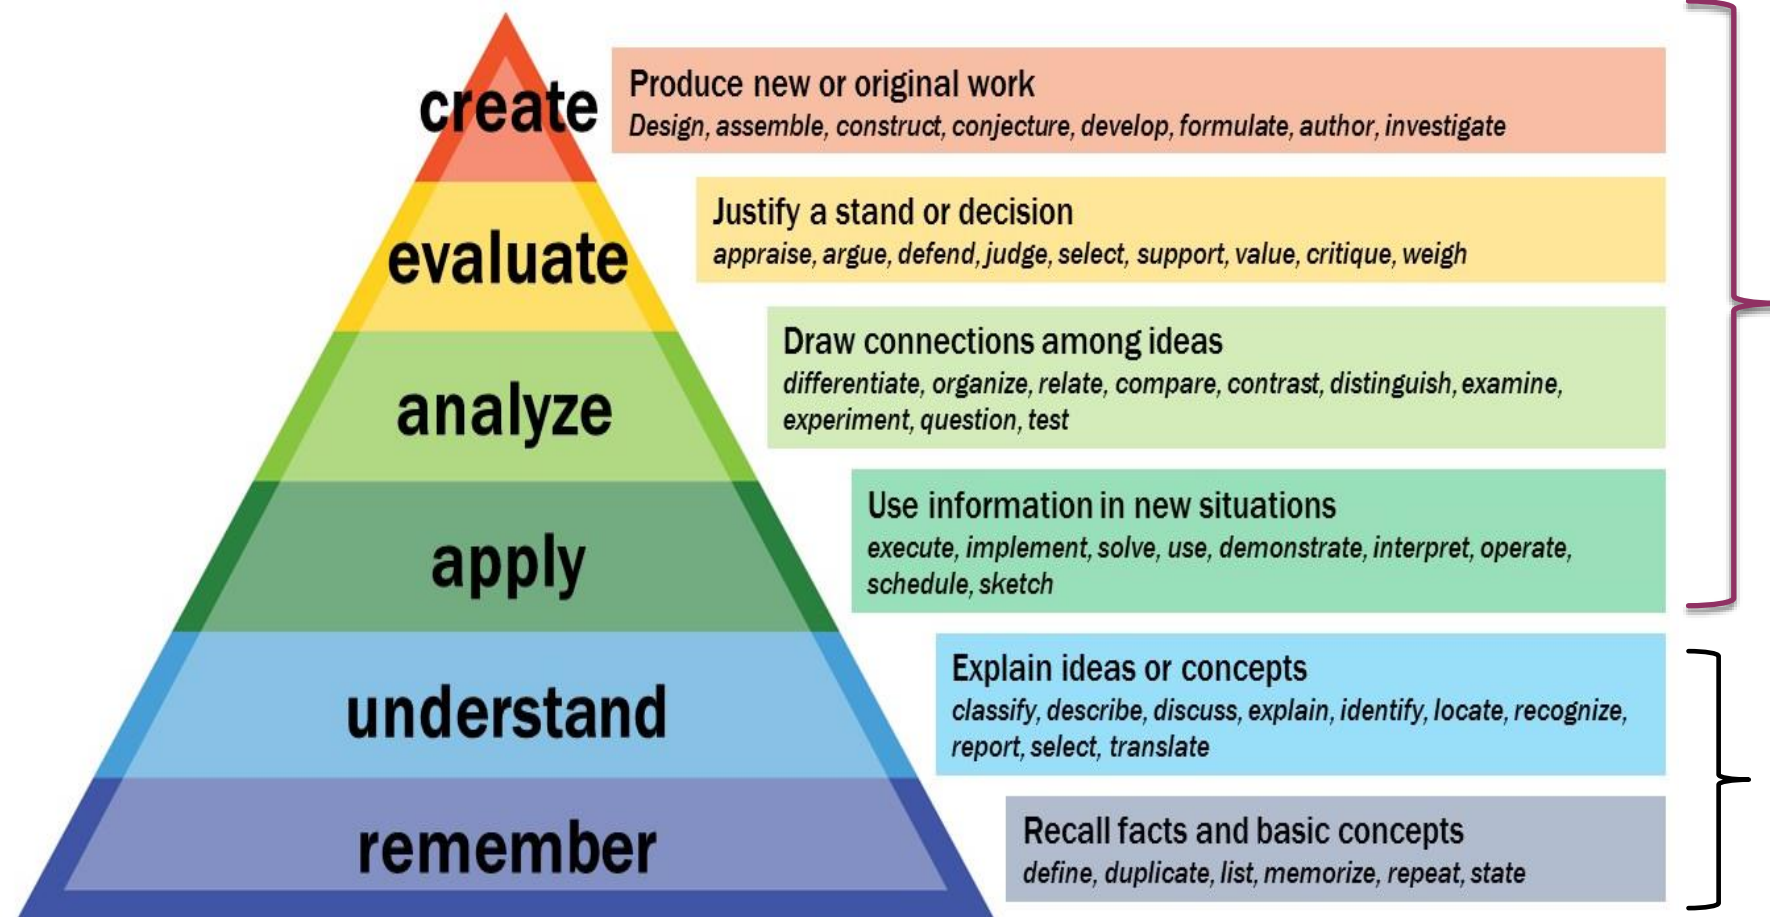 create
Produce new or original work
Design, assemble, construct, conjecture, develop, formulate, author, investigate
evaluate
Justify a stand or decision
appraise, argue, defend, judge, select, support, value, critique, weigh
analyze
Draw connections among ideas
differentiate, organize, relate, compare, contrast, distinguish, examine,
experiment, question, test
apply
Use information in new situations
execute, implement, solve, use, demonstrate, interpret, operate,
schedule, sketch
understand
Explain ideas or concepts
classify, describe, discuss, explain, identify, locate, recognize,
report, select, translate
remember
Recall facts and basic concepts
define, duplicate, list, memorize, repeat, state